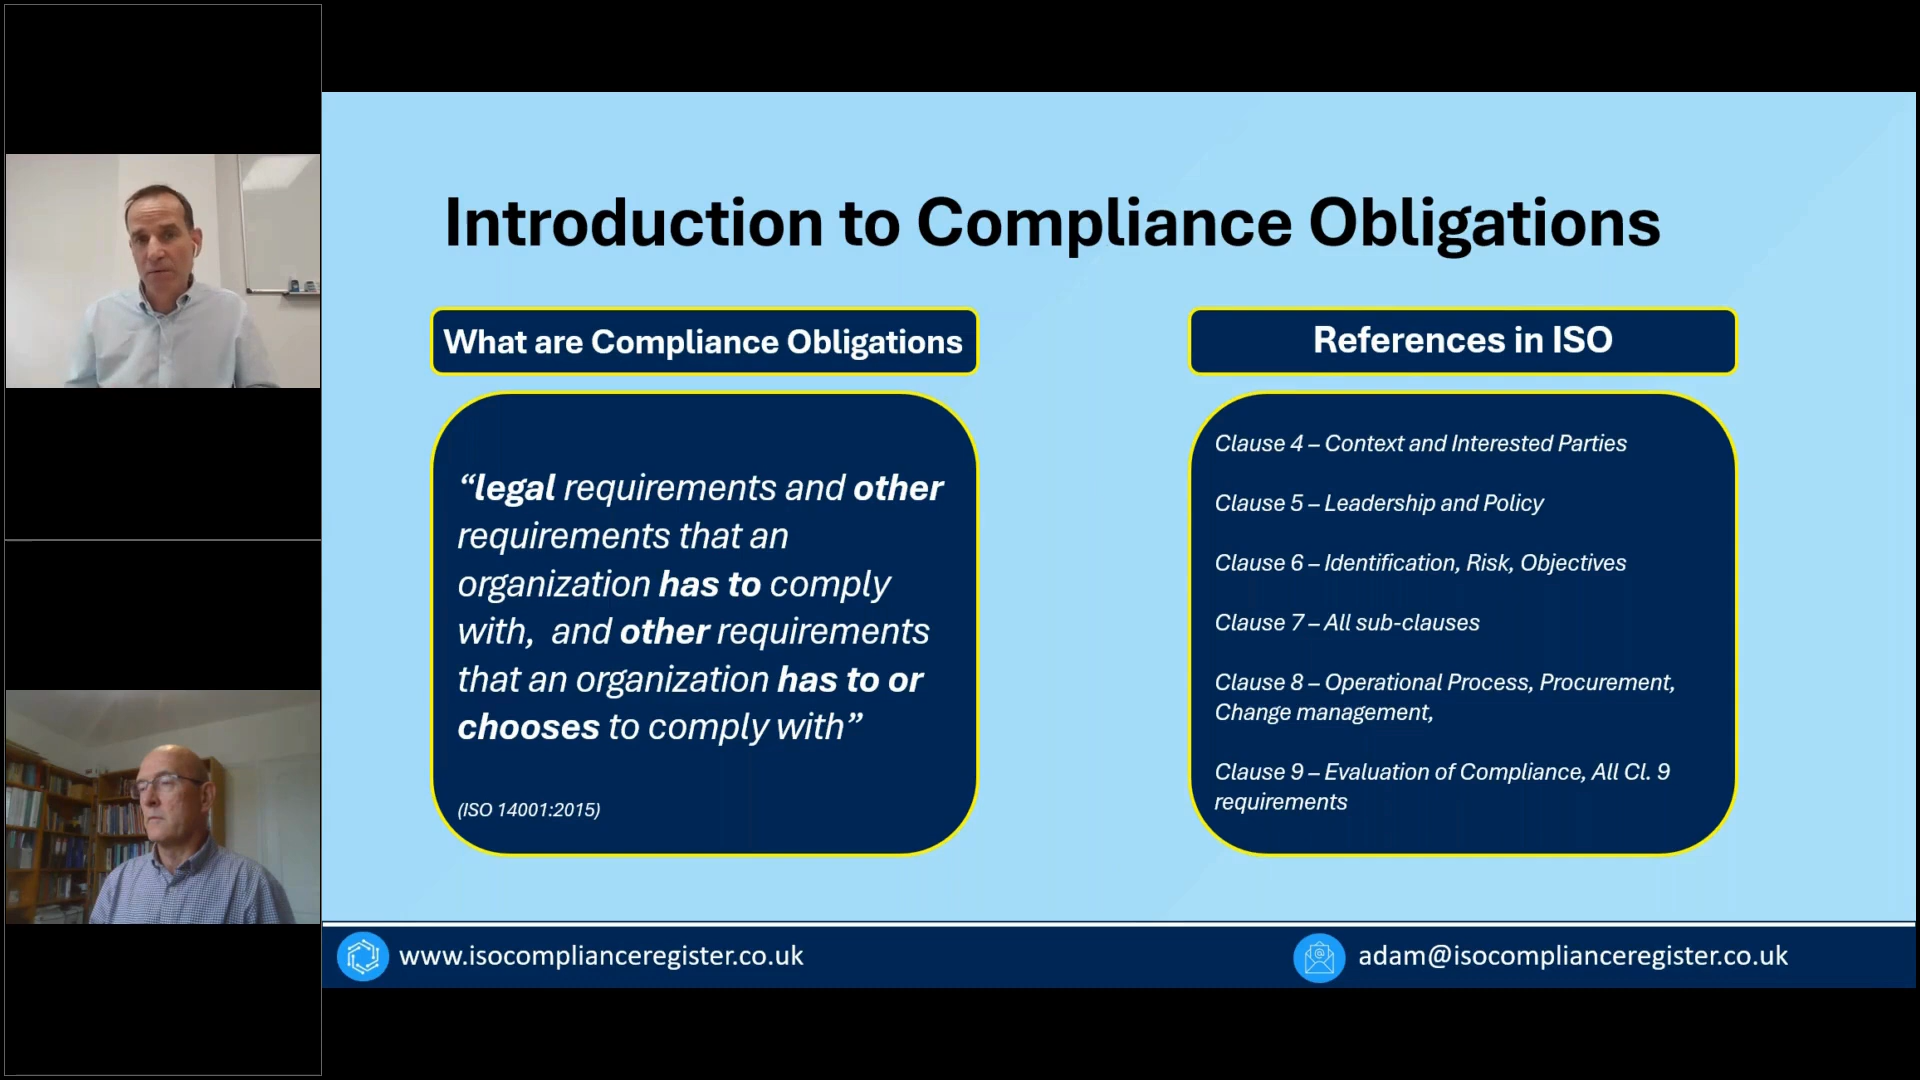 Introduction to Compliance Obligations
What are Compliance Obligations
“legal requirements and other
requirements that an
organization has to comply
with, and other requirements
that an organization has to or
chooses to comply with”
(ISO 14001:2015)
References in ISO
Clause 4 – Context and Interested Parties
Clause 5 – Leadership and Policy
Clause 6 – Identification, Risk, Objectives
Clause 7 – All sub-clauses
Clause 8 – Operational Process, Procurement,
Change management,
Clause 9 – Evaluation of Compliance, All Cl. 9
requirements
www.isocomplianceregister.co.uk
adam@isocomplianceregister.co.uk